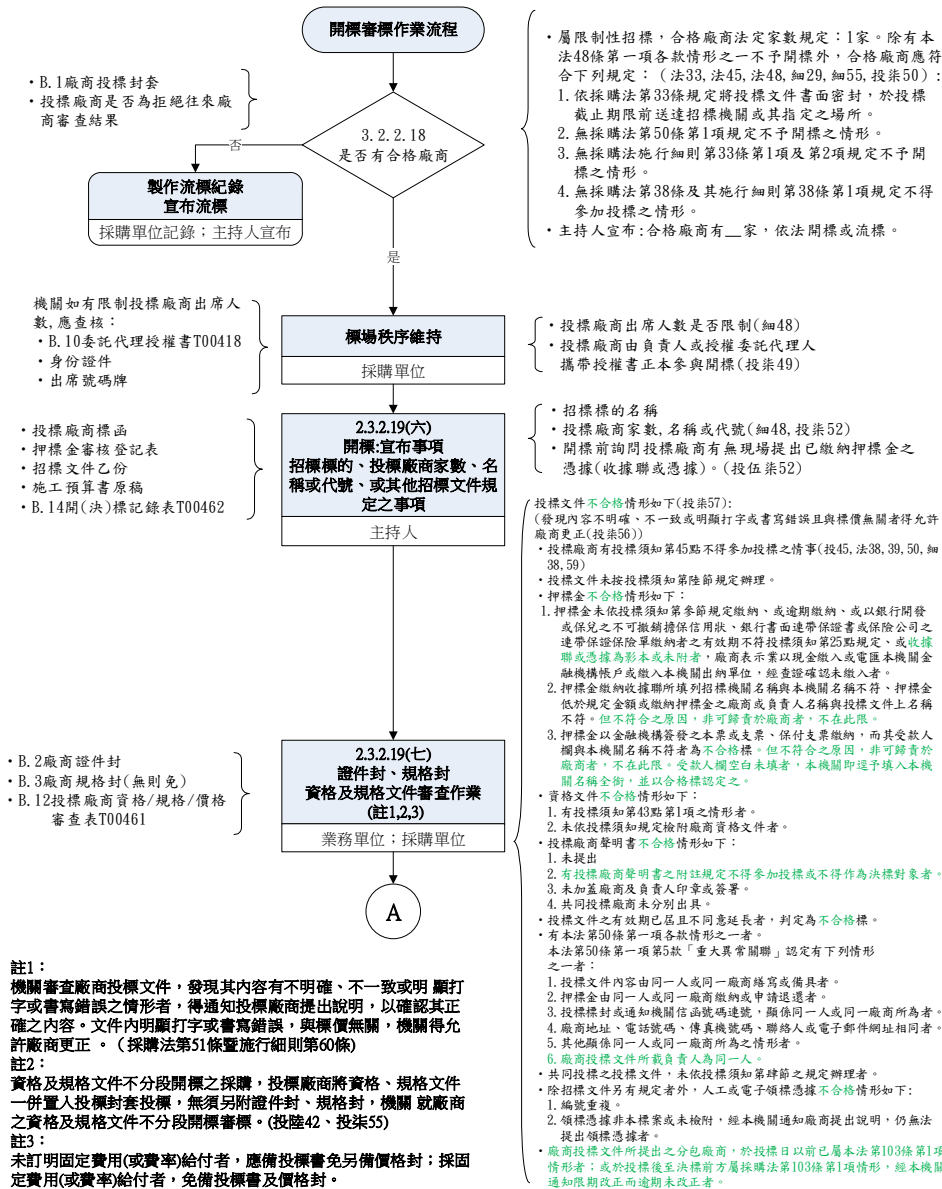 開標審標作業流程
・B.1廠商投標封套
・投標廠商是否為拒絕往來廠
商審查結果
3.2.2.18
是否有合格廠商
否
製作流標紀錄
宣布流標
採購單位記錄；主持人宣布
是
・屬限制性招標，合格廠商法定家數規定：1家。除有本
法48條第一項各款情形之一不予開標外，合格廠商應符
合下列規定：（法33,法45,法48,細29,細55,投柒50）：
1.依採購法第33條規定將投標文件書面密封，於投標
截止期限前送達招標機關或其指定之場所。
2.無採購法第50條第1項規定不予開標之情形。
3.無採購法施行細則第33條第1項及第2項規定不予開
標之情形。
4.無採購法第38條及其施行細則第38條第1項規定不得
參加投標之情形。
・主持人宣布:合格廠商有__家，依法開標或流標。
機關如有限制投標廠商出席人
數,應查核：
・B.10委託代理授權書T00418
・身份證件
・出席號碼牌
標場秩序維持
採購單位
・投標廠商出席人數是否限制(細48)
・投標廠商由負責人或授權委託代理人
攜帶授權書正本參與開標(投柒49)
・投標廠商標函
・押標金審核登記表
・招標文件乙份
・施工預算書原稿
・B.14開(決)標記錄表T00462
2.3.2.19(六)
開標:宣布事項
招標標的、投標廠商家數、名
稱或代號、或其他招標文件規
定之事項
主持人
・招標標的名稱
・投標廠商家數,名稱或代號(細48,投柒52)
・開標前詢問投標廠商有無現場提出已繳納押標金之
憑據(收據聯或憑據)。(投伍柒52)
・B.2廠商證件封
・B.3廠商規格封(無則免)
・B.12投標廠商資格/規格/價格
審查表T00461
2.3.2.19(七)
證件封、規格封
資格及規格文件審查作業
(註1,2,3)
業務單位；採購單位
A
投標文件不合格情形如下(投柒57):
(發現內容不明確、不一致或明顯打字或書寫錯誤且與標價無關者得允許
廠商更正(投柒56))
・投標廠商有投標須知第45點不得參加投標之情事(投45,法38,39,50,細
38,59)
・投標文件未按投標須知第陸節規定辦理。
・押標金不合格情形如下：
1.押標金未依投標須知第參節規定繳納、或逾期繳納、或以銀行開發
或保兌之不可撤銷擔保信用狀、銀行書面連帶保證書或保險公司之
連帶保證保險單繳納者之有效期不符投標須知第25點規定、或收據
聯或憑據為影本或未附者，廠商表示業以現金繳入或電匯本機關金
融機構帳戶或繳入本機關出納單位，經查證確認未繳入者。
2.押標金繳納收據聯所填列招標機關名稱與本機關名稱不符、押標金
低於規定金額或繳納押標金之廠商或負責人名稱與投標文件上名稱
不符。但不符合之原因，非可歸責於廠商者，不在此限。
3.押標金以金融機構簽發之本票或支票、保付支票繳納，而其受款人
欄與本機關名稱不符者為不合格標。但不符合之原因，非可歸責於
廠商者，不在此限。受款人欄空白未填者，本機關即逕予填入本機
關名稱全銜，並以合格標認定之。
・資格文件不合格情形如下：
1.有投標須知第43點第1項之情形者。
2.未依投標須知規定檢附廠商資格文件者。
・投標廠商聲明書不合格情形如下：
1.未提出
2.有投標廠商聲明書之附註規定不得參加投標或不得作為決標對象者。
3.未加蓋廠商及負責人印章或簽署。
4.共同投標廠商未分別出具。
・投標文件之有效期已屆且不同意延長者，判定為不合格標。
・有本法第50條第一項各款情形之一者。
本法第50條第一項第5款「重大異常關聯」認定有下列情形
之一者：
1.投標文件內容由同一人或同一廠商繕寫或備具者。
2.押標金由同一人或同一廠商繳納或申請退還者。
3.投標標封或通知機關信函號碼連號，顯係同一人或同一廠商所為者。
4.廠商地址、電話號碼、傳真機號碼、聯絡人或電子郵件網址相同者。
5.其他顯係同一人或同一廠商所為之情形者。
6.廠商投標文件所載負責人為同一人。
・共同投標之投標文件，未依投標須知第肆節之規定辦理者。
・除招標文件另有規定者外，人工或電子領標憑據不合格情形如下:
1.編號重複。
2.領標憑據非本標案或未檢附，經本機關通知廠商提出說明，仍無法
提出領標憑據者。
・廠商投標文件所提出之分包廠商，於投標日以前已屬本法第103條第1項
情形者；或於投標後至決標前方屬採購法第103條第1項情形，經本機關
通知限期改正而逾期未改正者。
註1：
機關審查廠商投標文件，發現其內容有不明確、不一致或明 顯打
字或書寫錯誤之情形者，得通知投標廠商提出說明，以確認其正
確之內容。文件內明顯打字或書寫錯誤，與標價無關，機關得允
許廠商更正 。（採購法第51條暨施行細則第60條)
註2：
資格及規格文件不分段開標之採購，投標廠商將資格、規格文件
一併置入投標封套投標，無須另附證件封、規格封，機關 就廠商
之資格及規格文件不分段開標審標。(投陸42、投柒55)
註3：
未訂明固定費用(或費率)給付者，應備投標書免另備價格封；採固
定費用(或費率)給付者，免備投標書及價格封。